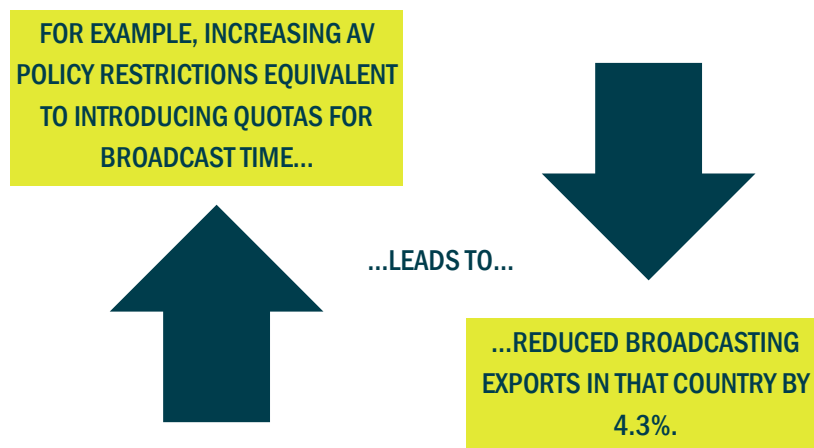 FOR EXAMPLE, INCREASING AV
POLICY RESTRICTIONS EQUIVALENT
TO INTRODUCING QUOTAS FOR
BROADCAST TIME...
...LEADS TO...
...REDUCED BROADCASTING
EXPORTS IN THAT COUNTRY BY
4.3%.